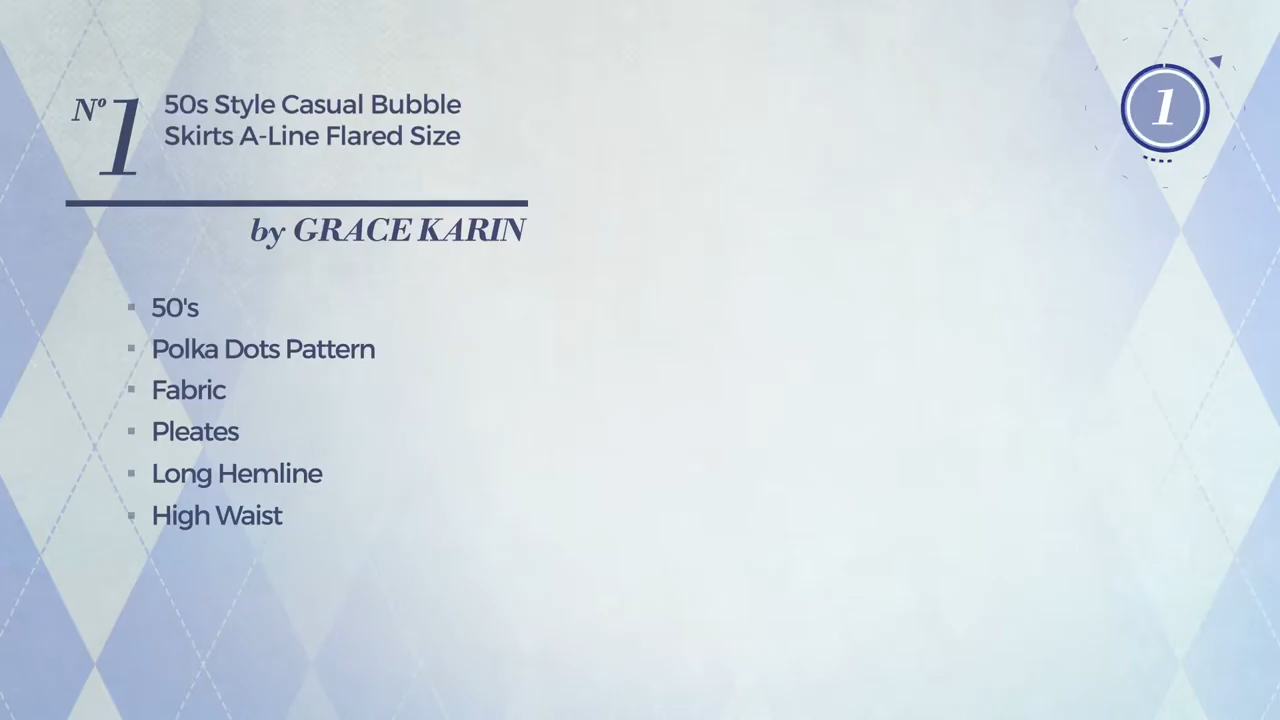 Nº 1
50s Style Casual Bubble
Skirts A-Line Flared Size
by GRACE KARIN
50's
Polka Dots Pattern
Fabric
Pleates
Long Hemline
High Waist
1